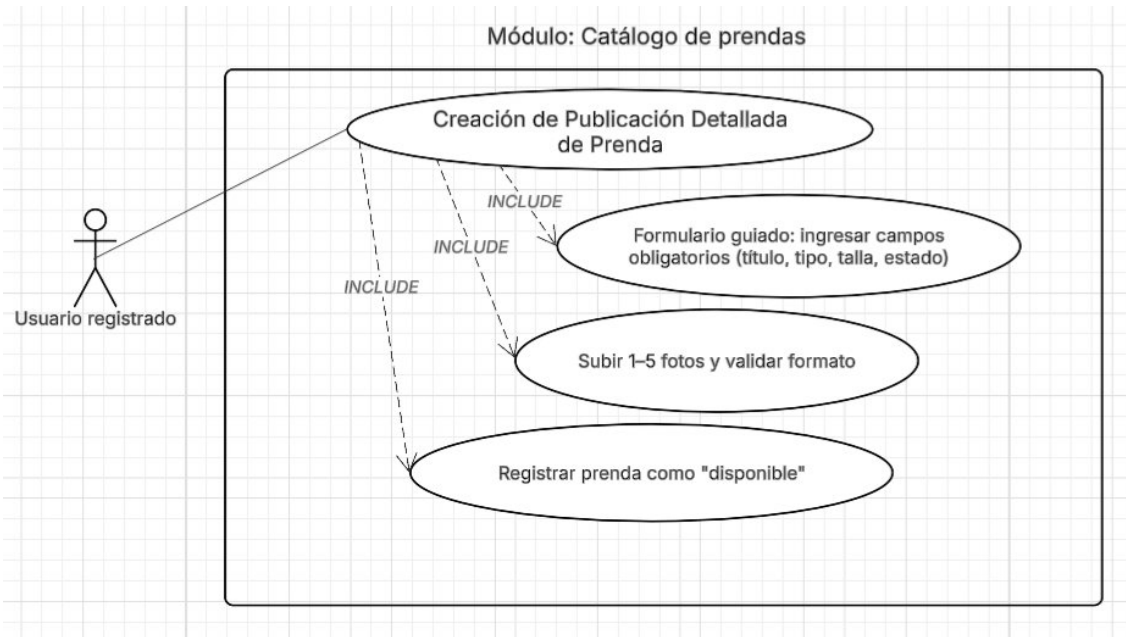 Módulo: Catálogo de prendas
Creación de Publicación Detallada
de Prenda
INCLUDE
Formulario guiado: ingresar campos
obligatorios (título, tipo, talla, estado)
INCLUDE
INCLUDE
Usuario registrado
Subir 1–5 fotos y validar formato
Registrar prenda como "disponible"